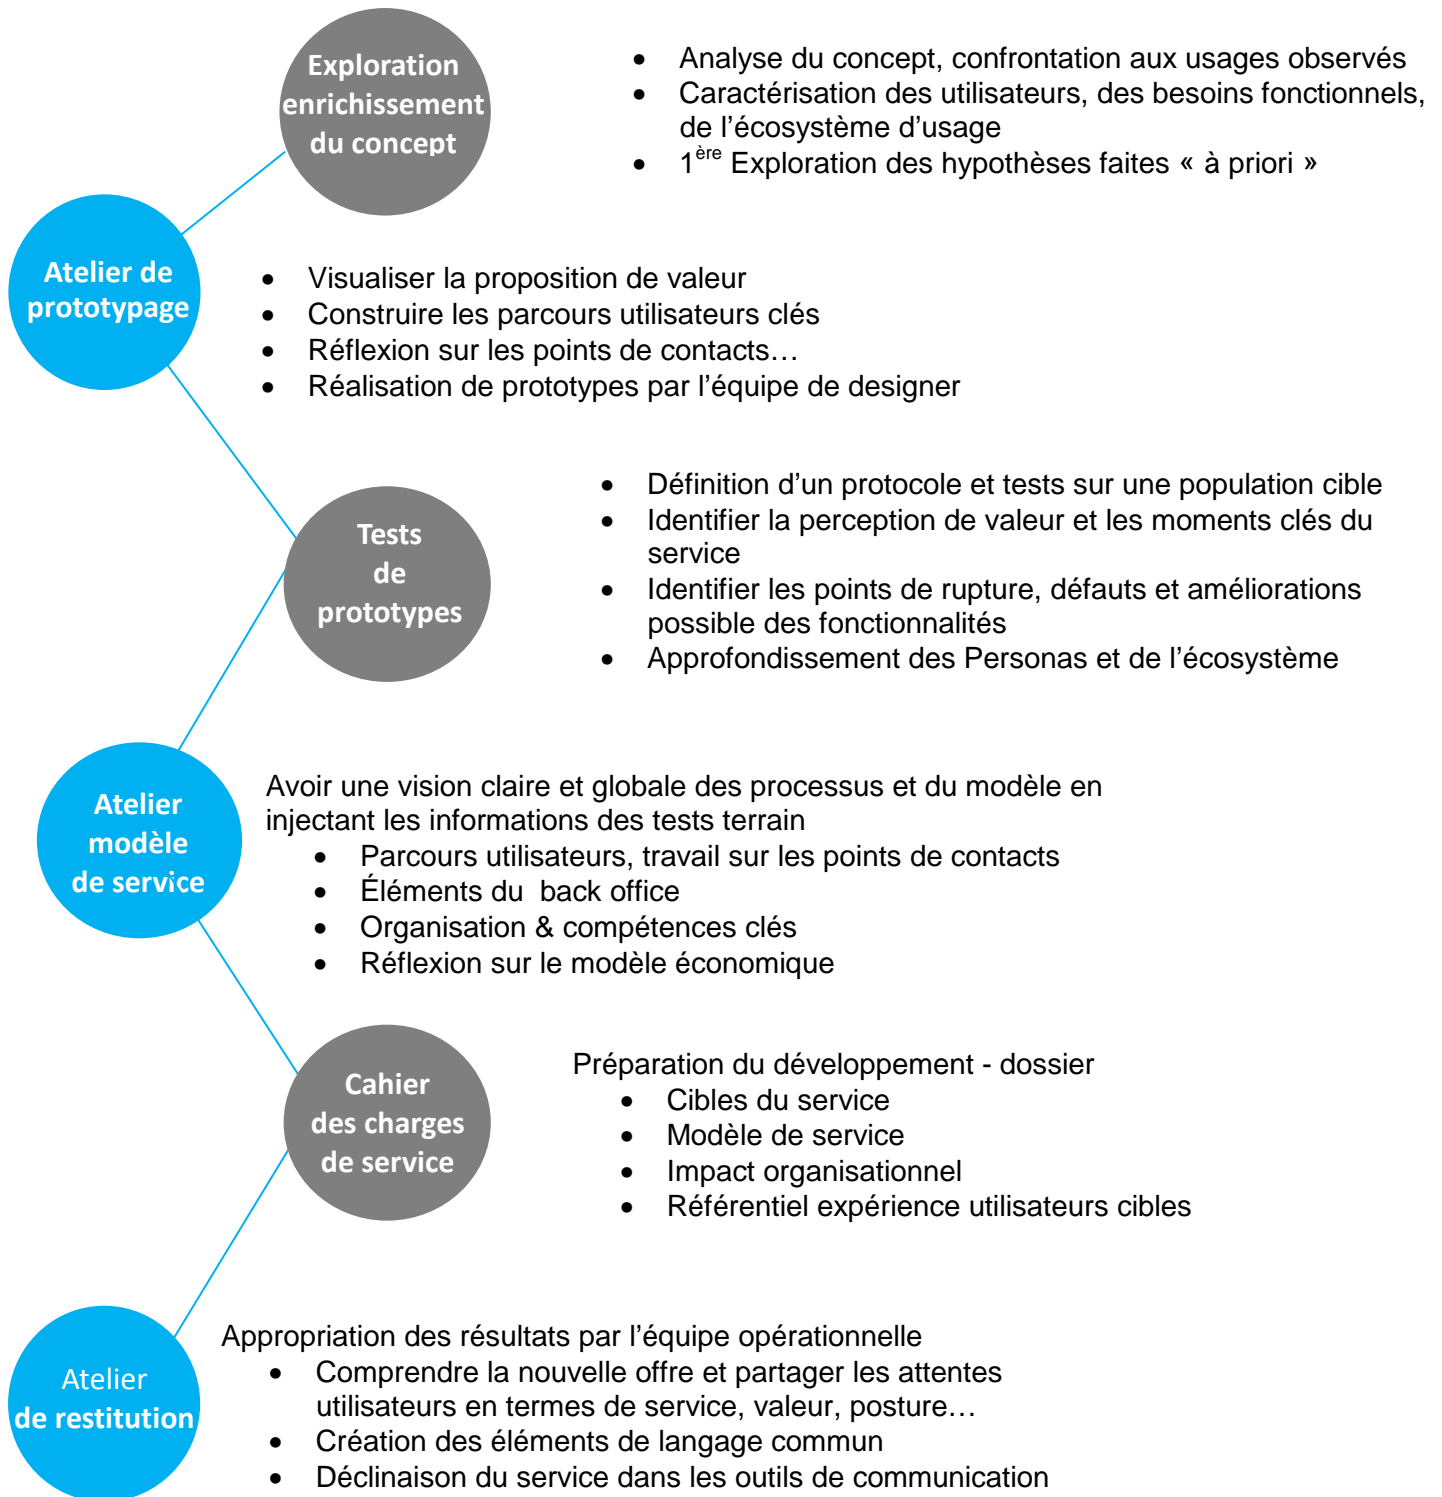 Exploration
enrichissement
du concept
• Analyse du concept, confrontation aux usages observés
• Caractérisation des utilisateurs, des besoins fonctionnels,
de l’écosystème d’usage
• 1ère Exploration des hypothèses faites « à priori »
Atelier de
prototypage
• Visualiser la proposition de valeur
• Construire les parcours utilisateurs clés
• Réflexion sur les points de contacts…
• Réalisation de prototypes par l’équipe de designer
Tests
de
prototypes
• Définition d’un protocole et tests sur une population cible
• Identifier la perception de valeur et les moments clés du
service
• Identifier les points de rupture, défauts et améliorations
possible des fonctionnalités
• Approfondissement des Personas et de l’écosystème
Atelier
modèle
de service
Avoir une vision claire et globale des processus et du modèle en
injectant les informations des tests terrain
• Parcours utilisateurs, travail sur les points de contacts
• Éléments du  back office
• Organisation & compétences clés
• Réflexion sur le modèle économique
Cahier
des charges
de service
Préparation du développement - dossier
• Cibles du service
• Modèle de service
• Impact organisationnel
• Référentiel expérience utilisateurs cibles
Atelier
de restitution
Appropriation des résultats par l’équipe opérationnelle
• Comprendre la nouvelle offre et partager les attentes
utilisateurs en termes de service, valeur, posture…
• Création des éléments de langage commun
• Déclinaison du service dans les outils de communication